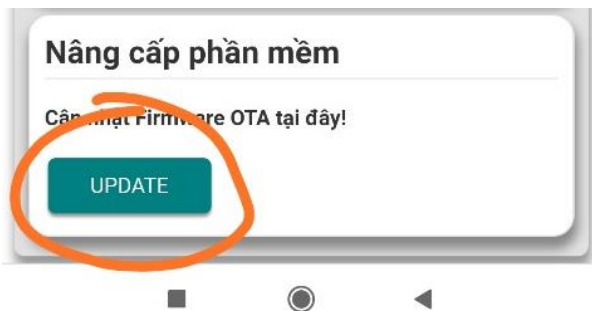 Nâng cấp phần mềm
Cập nhật Firmware OTA tại đây!
UPDATE